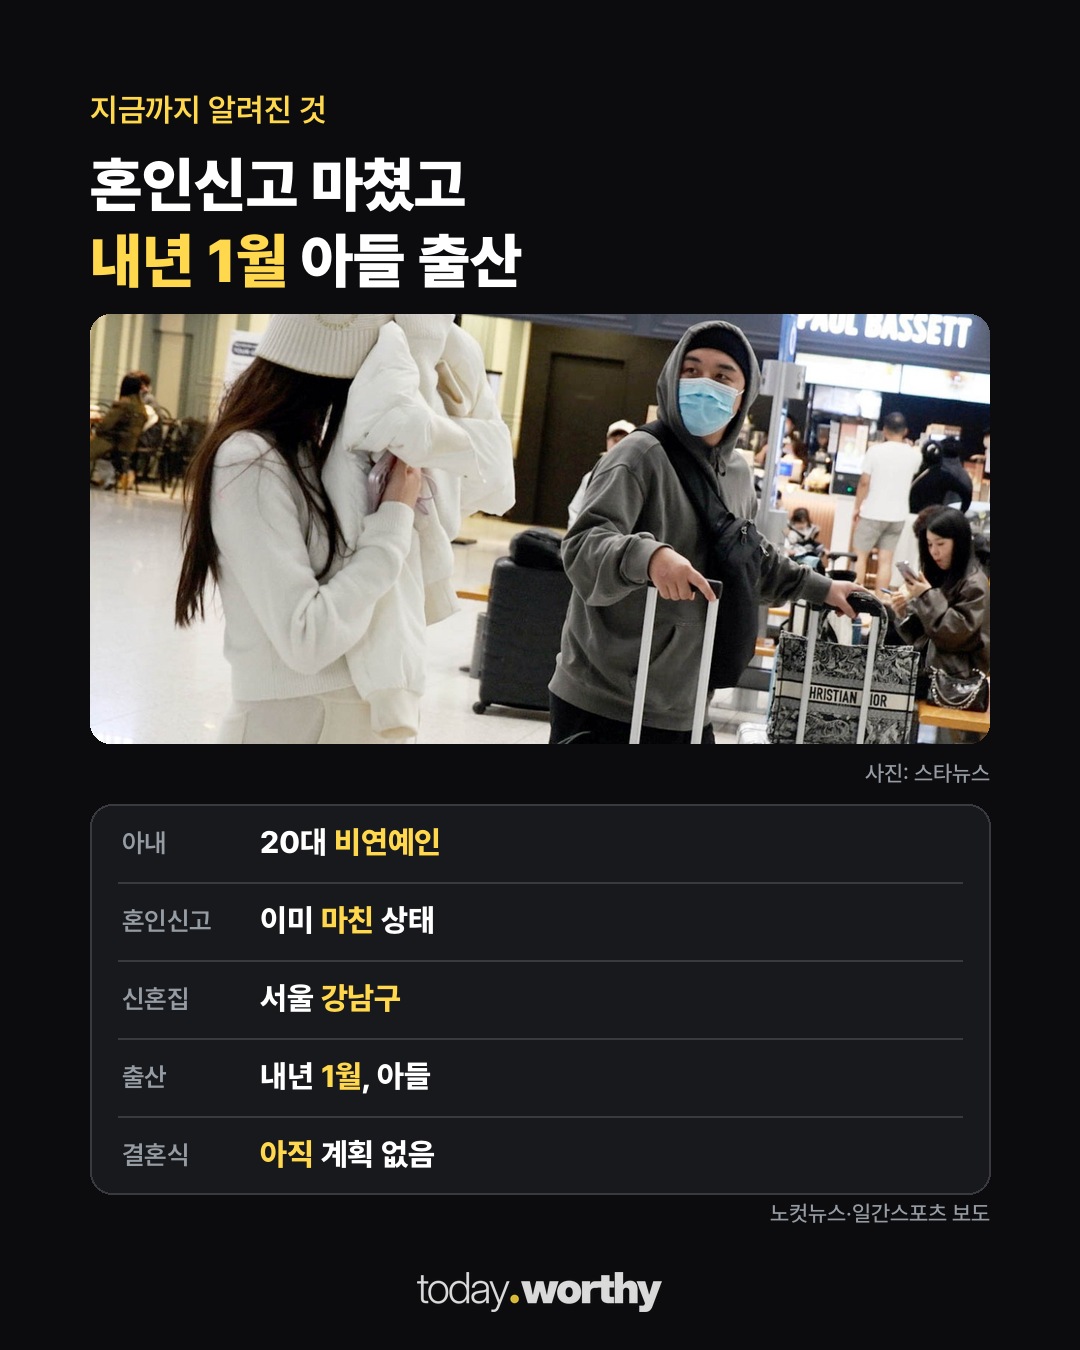 지금까지 알려진 것
혼인신고 마쳤고
내년 1월 아들 출산
PAUL BASSETT
HRISTIAN IOR
사진: 스타뉴스
아내 20대 비연예인
혼인신고 이미 마친 상태
신혼집 서울 강남구
출산 내년 1월, 아들
결혼식 아직 계획 없음
노컷뉴스·일간스포츠 보도
today.worthy